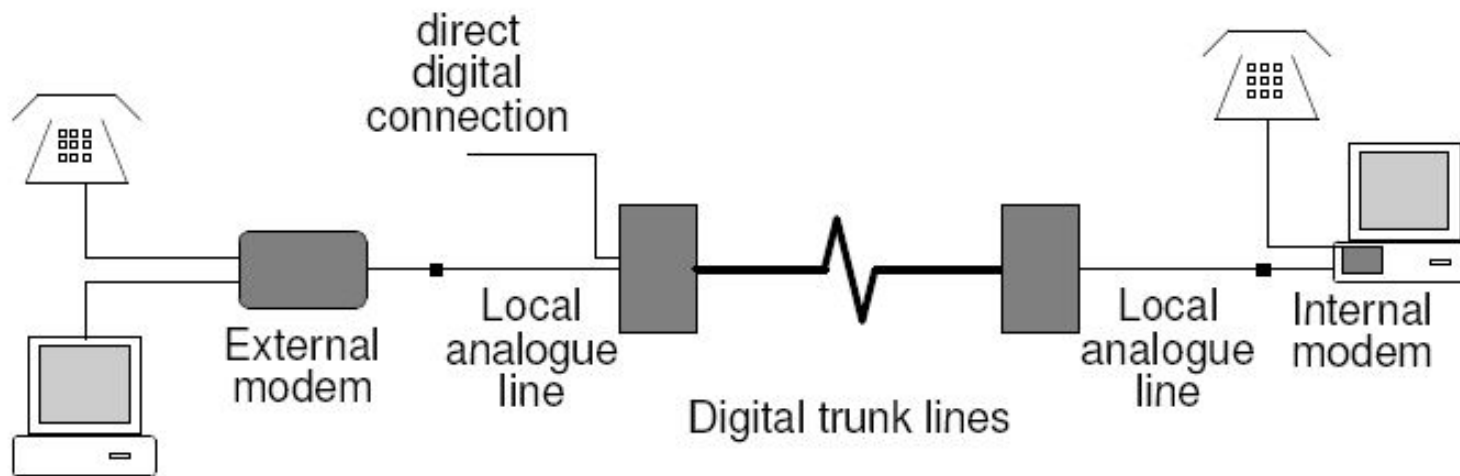 direct
digital
connection
External
modem
Local
analogue
line
Digital trunk lines
Local
analogue
line
Internal
modem